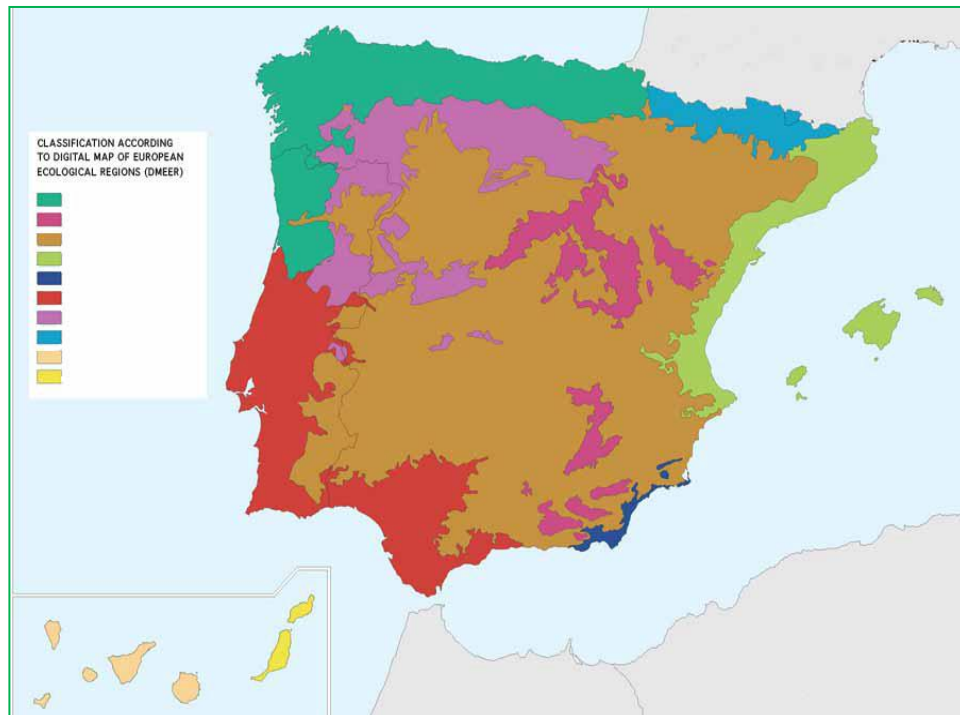 CLASSIFICATION ACCORDING
TO DIGITAL MAP OF EUROPEAN
ECOLOGICAL REGIONS (DMEER)